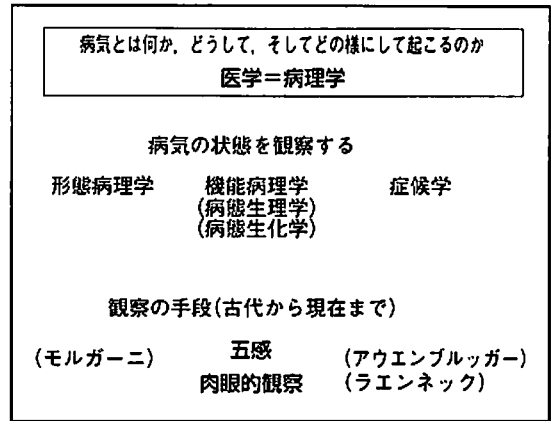 病気とは何か，どうして，そしてどの様にして起こるのか
医学＝病理学
病気の状態を観察する
形態病理学 機能病理学 症候学
(病態生理学)
(病態生化学)
観察の手段(古代から現在まで)
(モルガーニ) 五感 (アウエンブルッガー)
肉眼的観察 (ラエンネック)